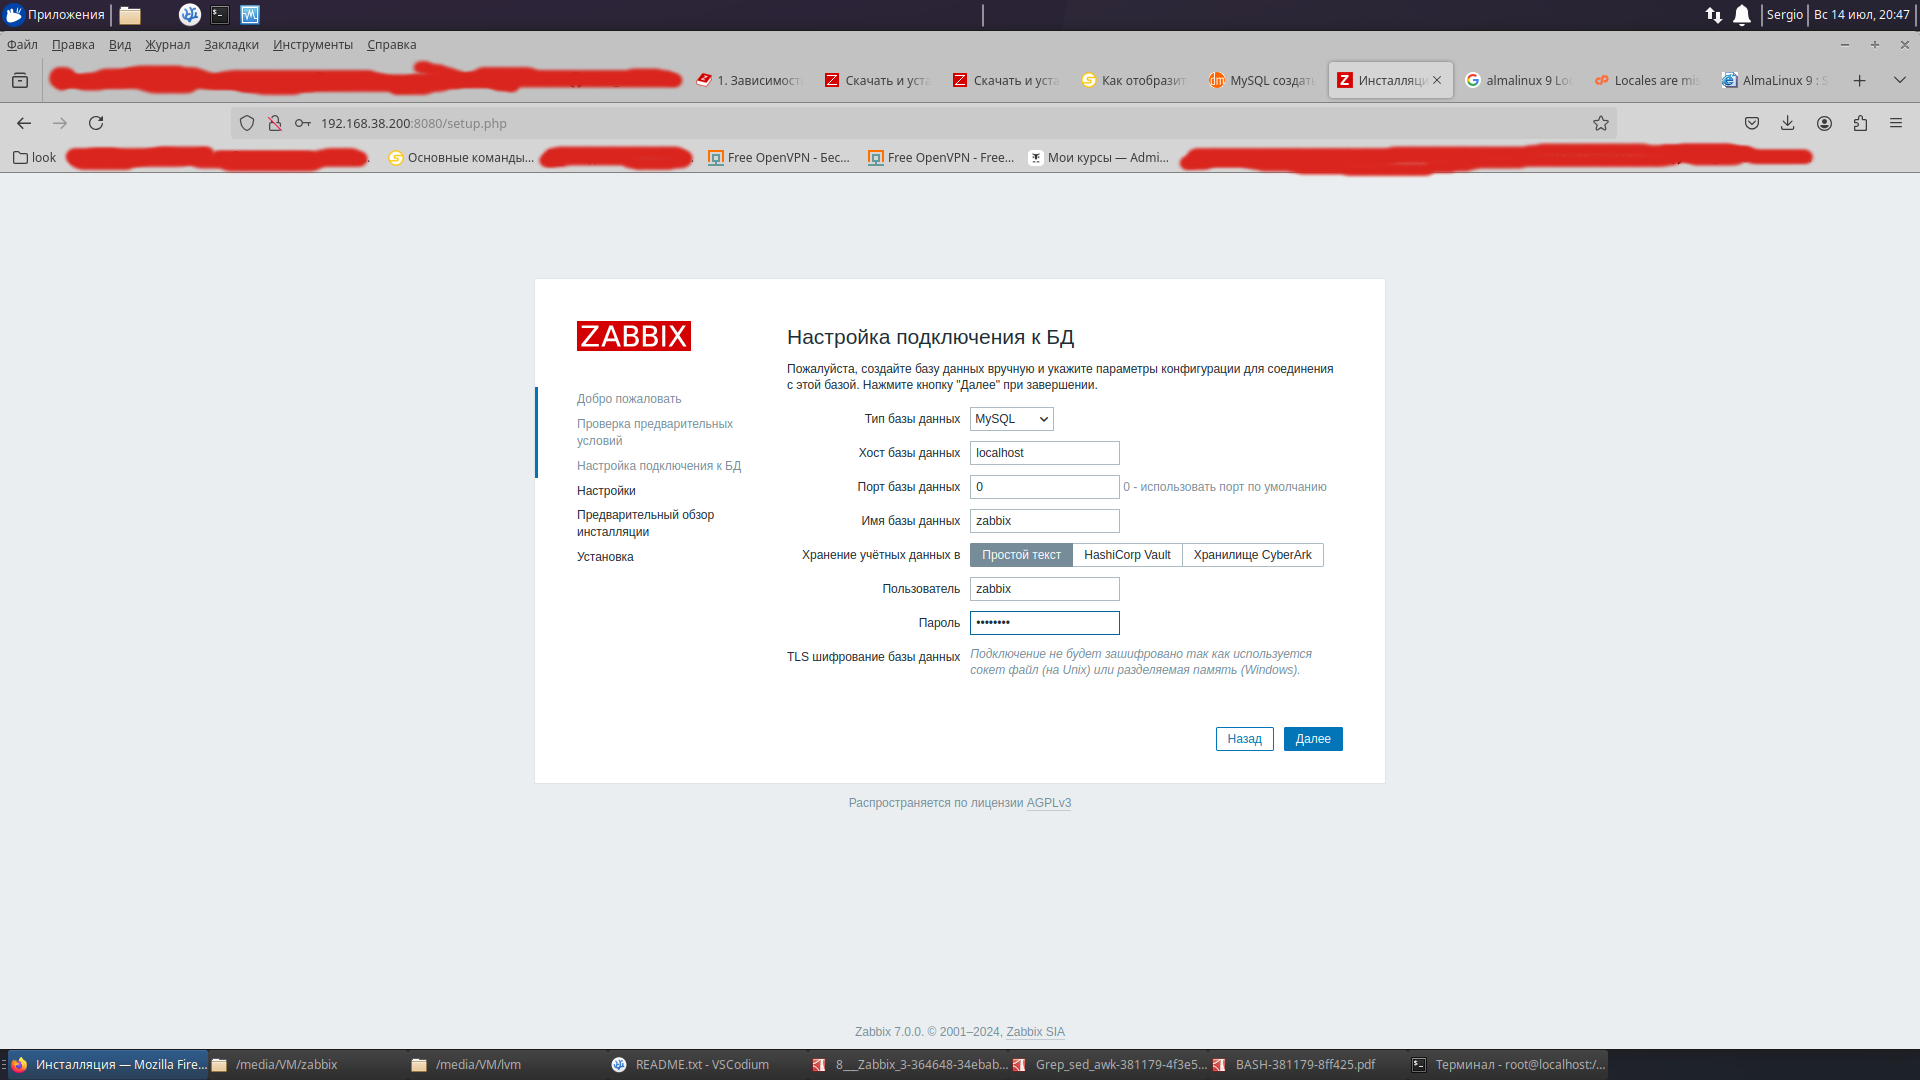 Приложения
Sergio
Вс 14 июл, 20:47
Файл Правка Вид Журнал Закладки Инструменты Справка
1. Зависимост
Скачать и уста
Скачать и уста
Как отобразит
MySQL создать
Инсталляци
almalinux 9 Loc
Locales are mis
AlmaLinux 9 : S
192.168.38.200:8080/setup.php
look
Основные команды...
Free OpenVPN - Бес...
Free OpenVPN - Free...
Мои курсы — Admi...
ZABBIX
Добро пожаловать
Проверка предварительных
условий
Настройка подключения к БД
Настройки
Предварительный обзор
инсталляции
Установка
Настройка подключения к БД
Пожалуйста, создайте базу данных вручную и укажите параметры конфигурации для соединения
с этой базой. Нажмите кнопку "Далее" при завершении.
Тип базы данных MySQL
Хост базы данных localhost
Порт базы данных 0 0 - использовать порт по умолчанию
Имя базы данных zabbix
Хранение учётных данных в Простой текст HashiCorp Vault Хранилище CyberArk
Пользователь zabbix
Пароль ••••••••
TLS шифрование базы данных Подключение не будет зашифровано так как используется
сокет файл (на Unix) или разделяемая память (Windows).
Назад Далее
Распространяется по лицензии AGPLv3
Zabbix 7.0.0. © 2001–2024, Zabbix SIA
Инсталляция — Mozilla Fire...
/media/VM/zabbix
/media/VM/lvm
README.txt - VSCodium
8___Zabbix_3-364648-34ebab...
Grep_sed_awk-381179-4f3e5...
BASH-381179-8ff425.pdf
Терминал - root@localhost:/...